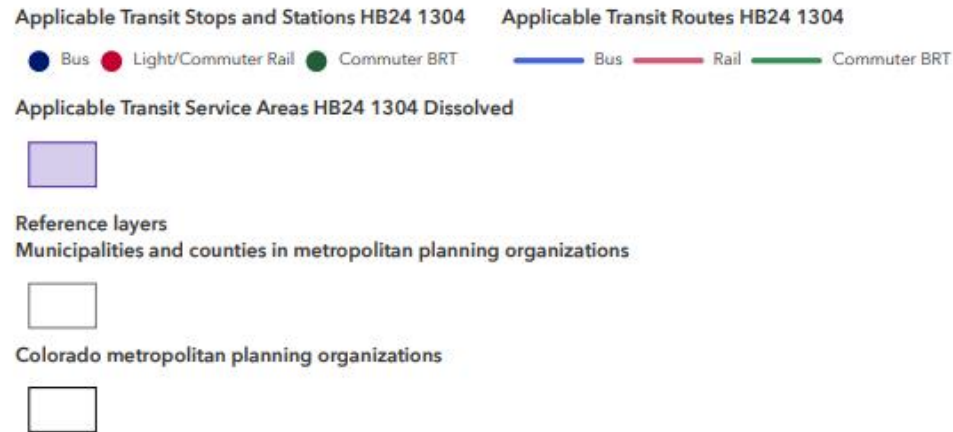 Applicable Transit Stops and Stations HB24 1304 Applicable Transit Routes HB24 1304
Bus Light/Commuter Rail Commuter BRT Bus Rail Commuter BRT
Applicable Transit Service Areas HB24 1304 Dissolved
Reference layers
Municipalities and counties in metropolitan planning organizations
Colorado metropolitan planning organizations